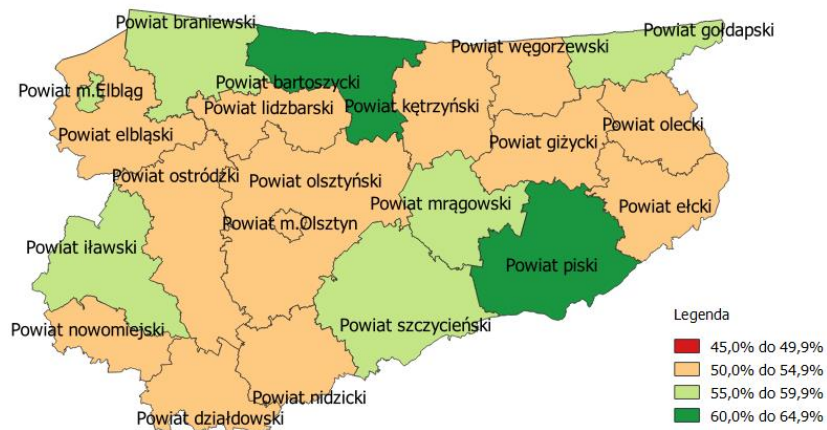 Powiat braniewski
Powiat gołdapski
Powiat węgorzewski
Powiat bartoszycki
Powiat m.Elbląg
Powiat lidzbarski
Powiat kętrzyński
Powiat olecki
Powiat elbląski
Powiat giżycki
Powiat ostródzki
Powiat olsztyński
Powiat mrągowski
Powiat ełcki
Powiat m.Olsztyn
Powiat iławski
Powiat piski
Powiat szczycieński
Powiat nowomiejski
Powiat nidzicki
Powiat działdowski
Legenda
45,0% do 49,9%
50,0% do 54,9%
55,0% do 59,9%
60,0% do 64,9%